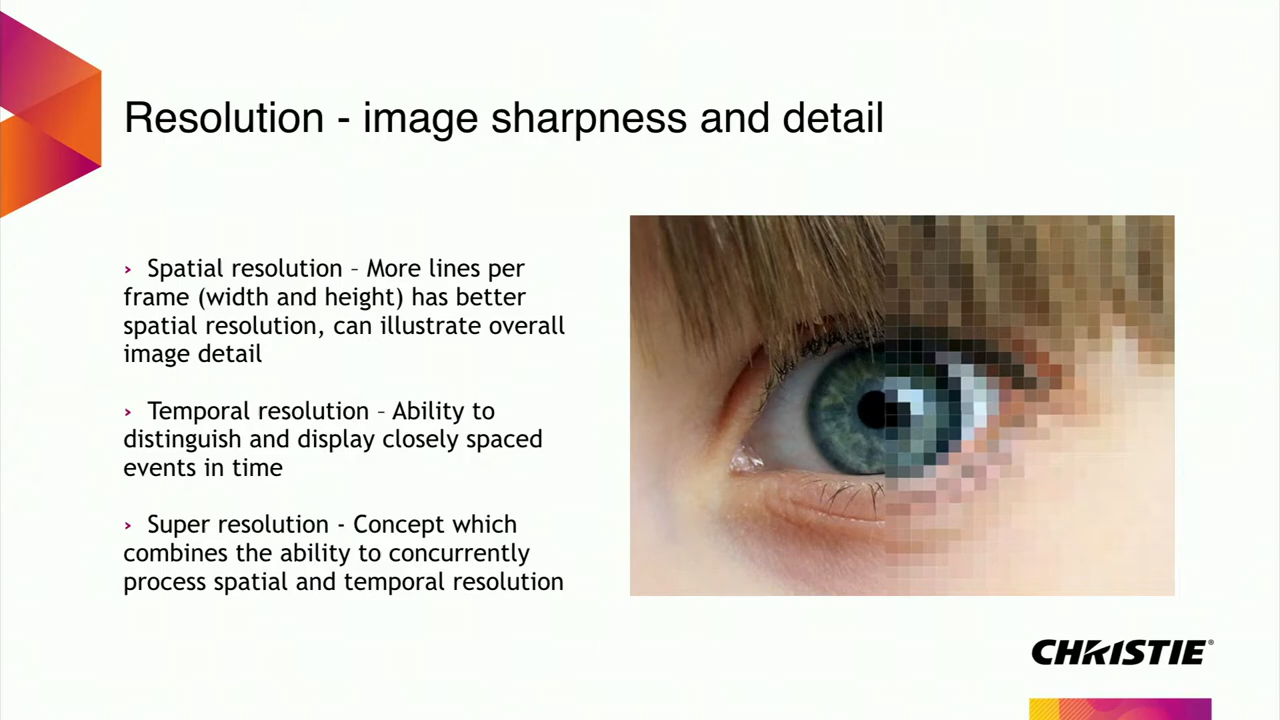 Resolution - image sharpness and detail
› Spatial resolution – More lines per
frame (width and height) has better
spatial resolution, can illustrate overall
image detail
› Temporal resolution – Ability to
distinguish and display closely spaced
events in time
› Super resolution - Concept which
combines the ability to concurrently
process spatial and temporal resolution
CHRISTIE®